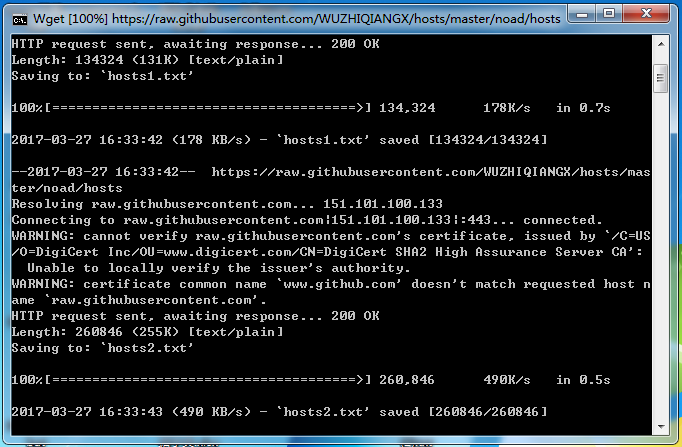 Wget [100%] https://raw.githubusercontent.com/WUZHIQIANGX/hosts/master/noad/hosts
HTTP request sent, awaiting response... 200 OK
Length: 134324 (131K) [text/plain]
Saving to: `hosts1.txt'
100%[======================================>] 134,324     178K/s   in 0.7s
2017-03-27 16:33:42 (178 KB/s) - `hosts1.txt' saved [134324/134324]
--2017-03-27 16:33:42--  https://raw.githubusercontent.com/WUZHIQIANGX/hosts/mas
ter/noad/hosts
Resolving raw.githubusercontent.com... 151.101.100.133
Connecting to raw.githubusercontent.com|151.101.100.133|:443... connected.
WARNING: cannot verify raw.githubusercontent.com's certificate, issued by `/C=US
/O=DigiCert Inc/OU=www.digicert.com/CN=DigiCert SHA2 High Assurance Server CA':
  Unable to locally verify the issuer's authority.
WARNING: certificate common name `www.github.com' doesn't match requested host n
ame `raw.githubusercontent.com'.
HTTP request sent, awaiting response... 200 OK
Length: 260846 (255K) [text/plain]
Saving to: `hosts2.txt'
100%[======================================>] 260,846     490K/s   in 0.5s
2017-03-27 16:33:43 (490 KB/s) - `hosts2.txt' saved [260846/260846]